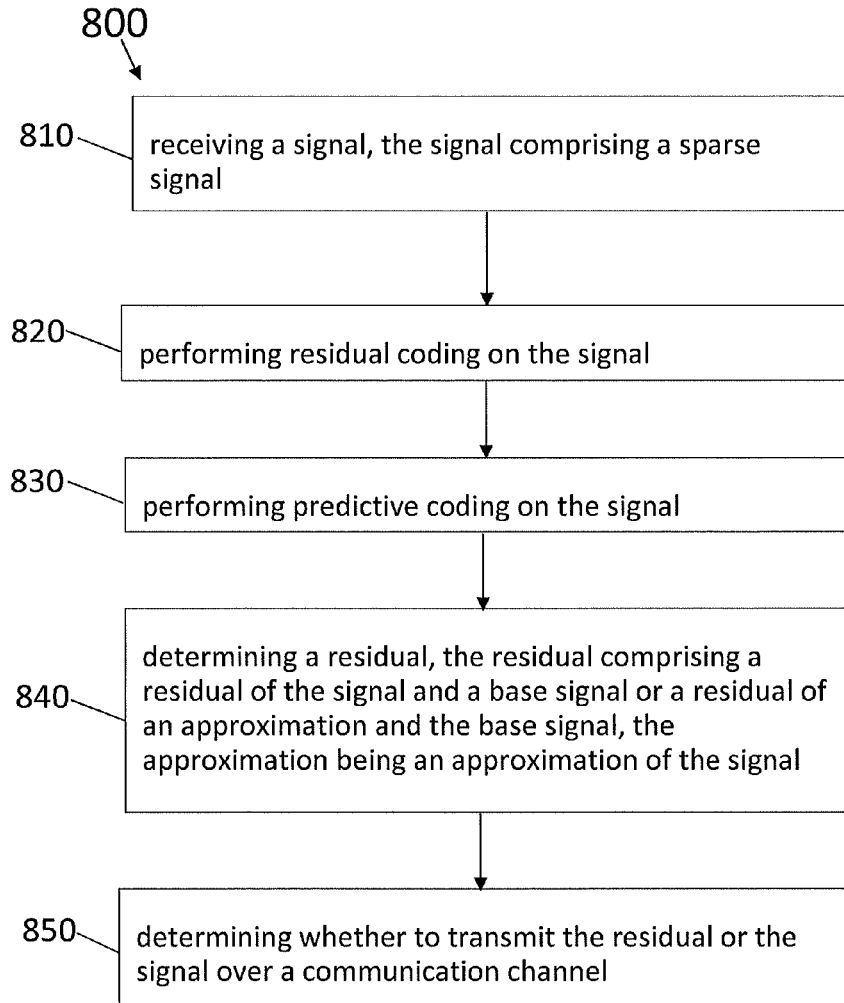 800
810
receiving a signal, the signal comprising a sparse
signal
820
performing residual coding on the signal
830
performing predictive coding on the signal
840
determining a residual, the residual comprising a
residual of the signal and a base signal or a residual of
an approximation and the base signal, the
approximation being an approximation of the signal
850
determining whether to transmit the residual or the
signal over a communication channel